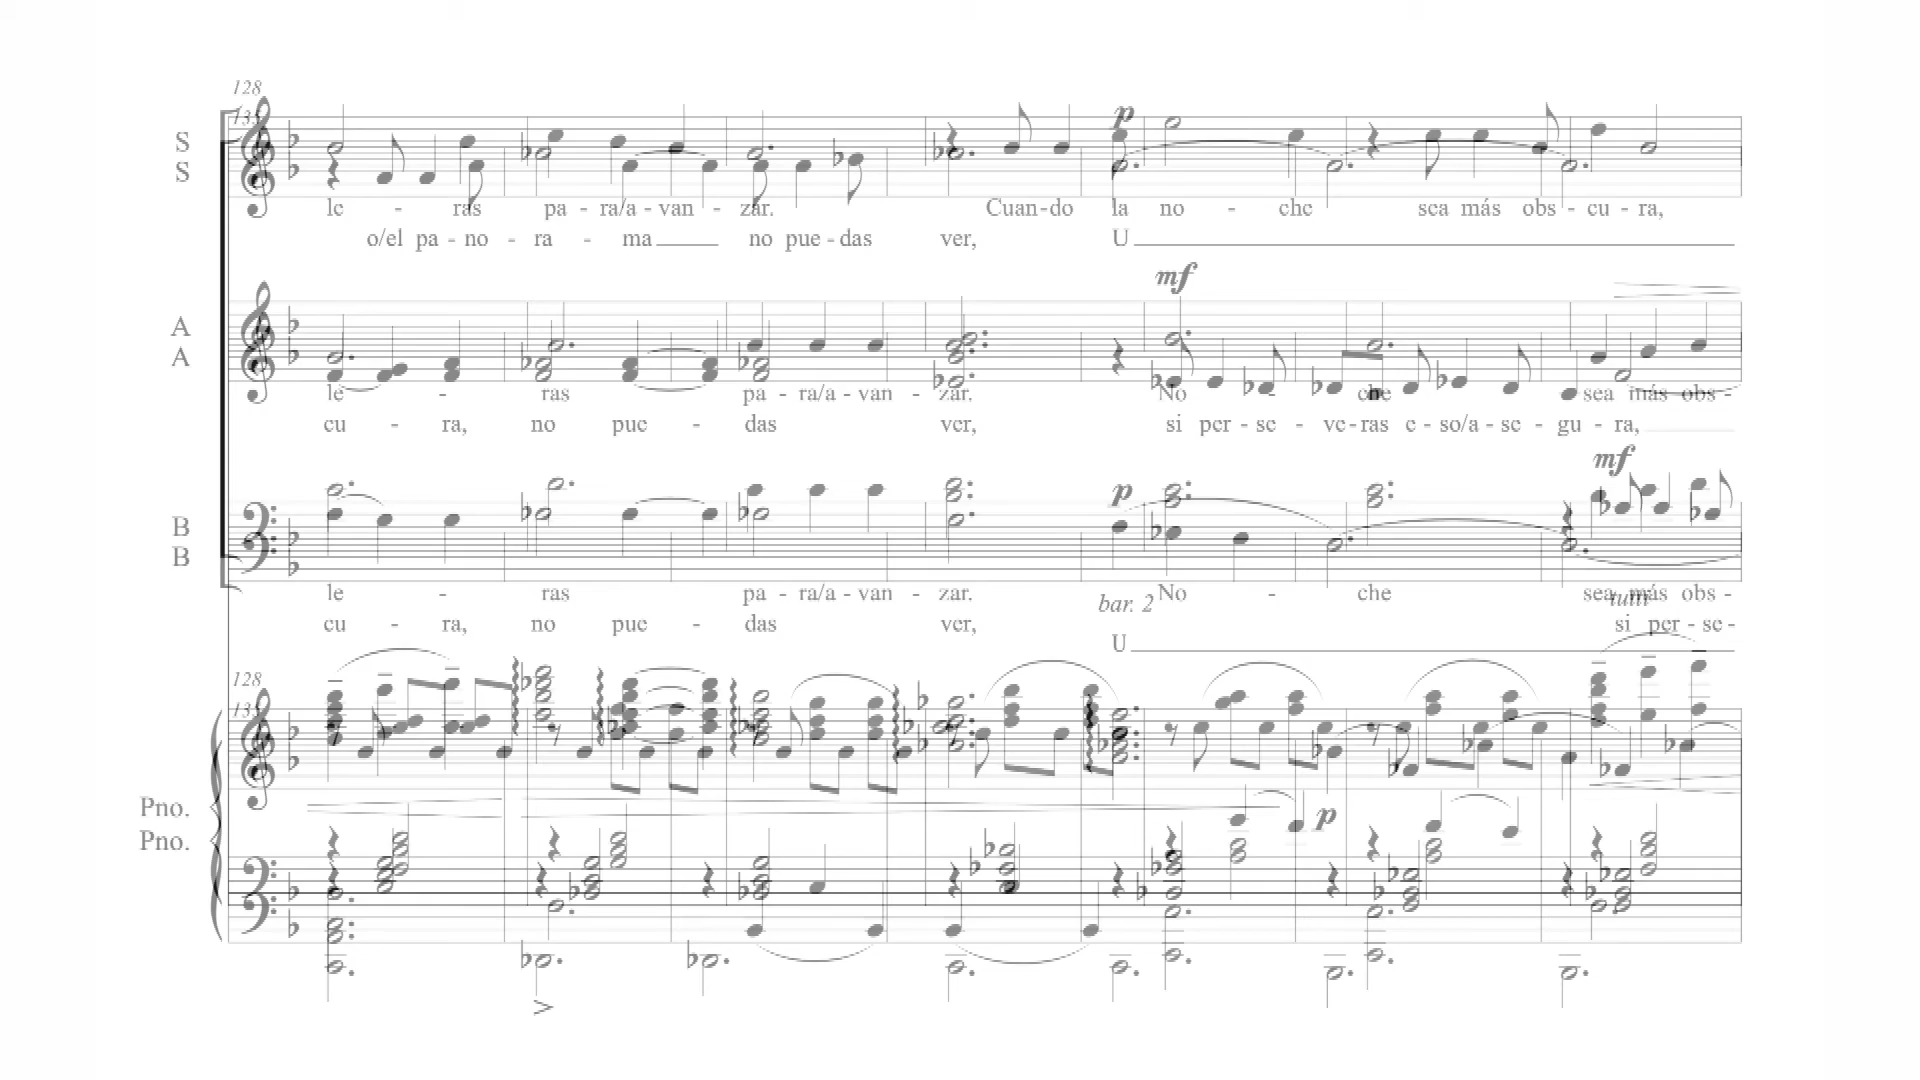 128
135
p
S
S
le - ras pa - ra/a - van - zar. Cuan-do la no - che sea más obs - cu - ra,
o/el pa - no - ra - ma no pue - das ver, U
mf
A
A
le - ras pa - ra/a - van - zar. No - che sea más obs -
cu - ra, no pue - das ver, si per - se - ve - ras e - so/a - se - gu - ra,
mf
p
B
B
le - ras pa - ra/a - van - zar. No - che sea más obs -
bar. 2 tutti
cu - ra, no pue - das ver, U si per - se -
128
135
Pno.
p
Pno.